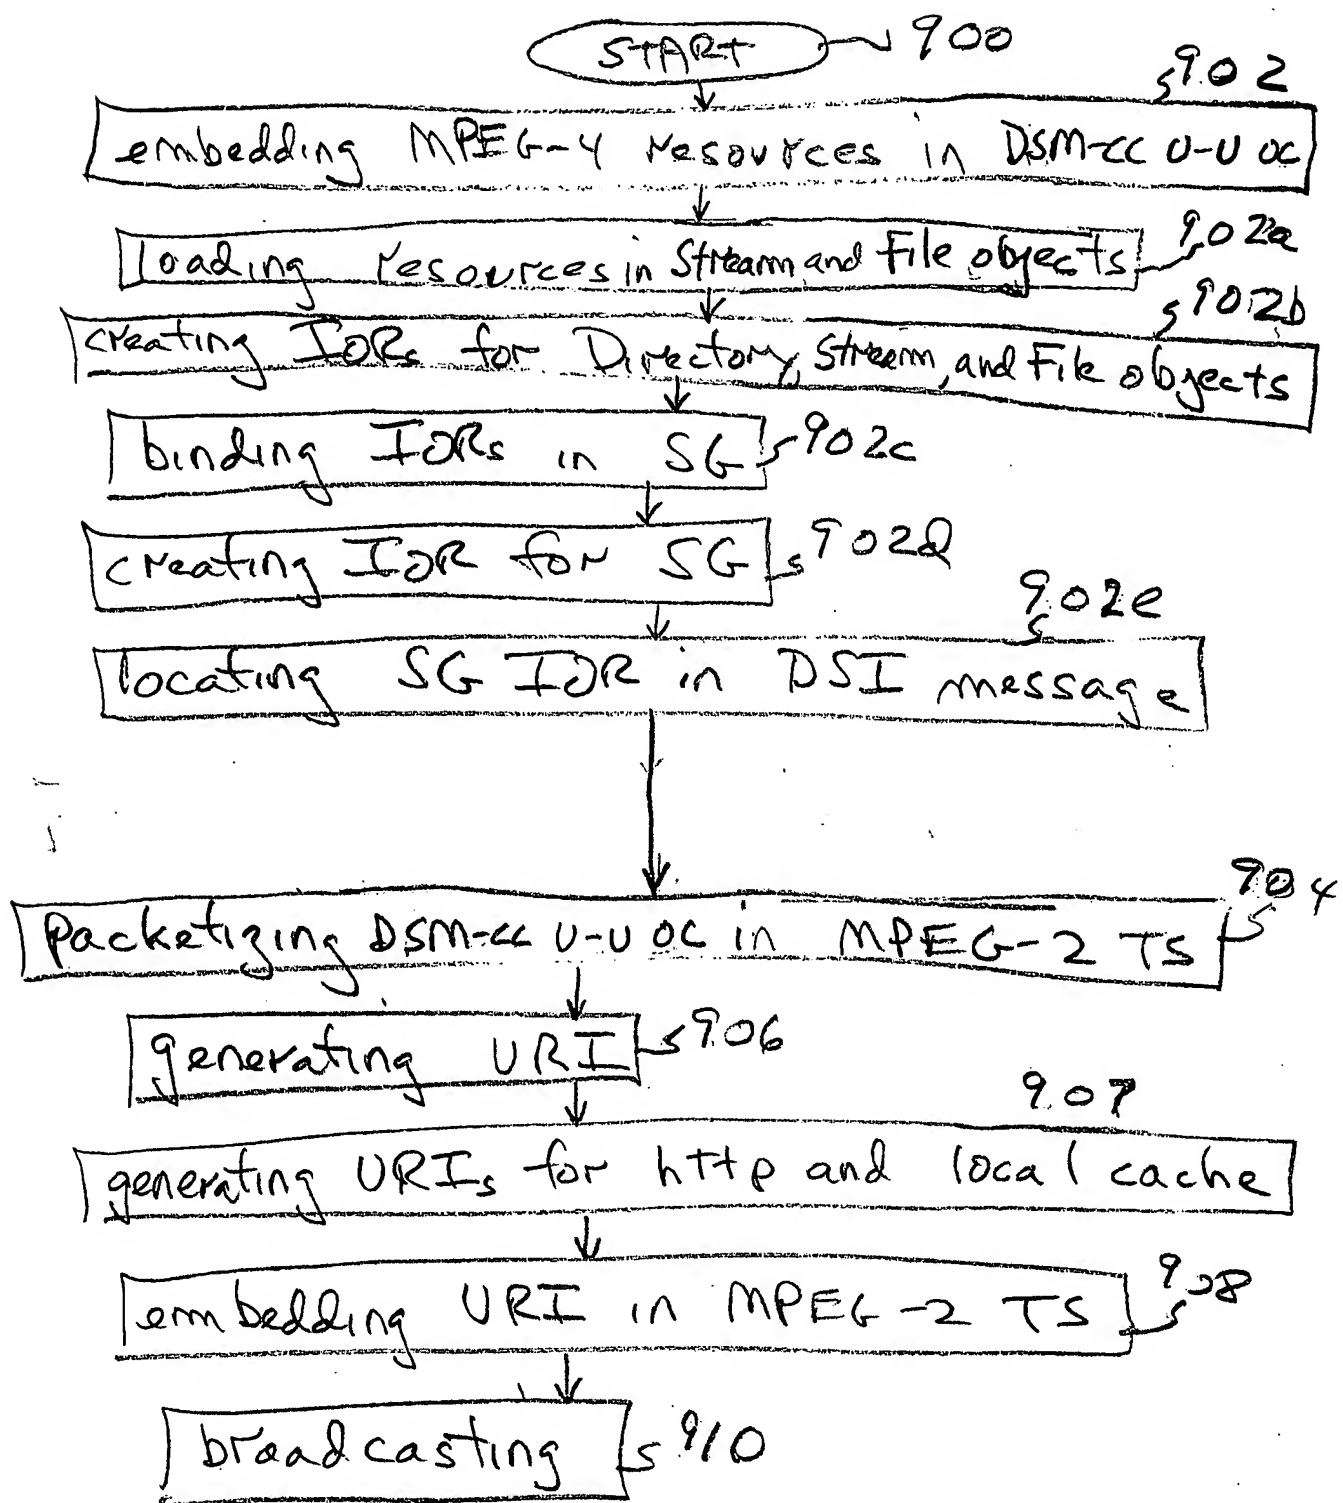 START 900
902
embedding MPEG-4 resources in DSM-CC U-U OC
loading resources in Stream and File objects 902a
902b
creating IORs for Directory, Stream, and File objects
binding IORs in SG 902c
creating IOR for SG 902d
902e
locating SG IOR in DSI message
904
packetizing DSM-CC U-U OC in MPEG-2 TS
generating URI 906
907
generating URIs for http and local cache
embedding URI in MPEG-2 TS 908
broadcasting 910